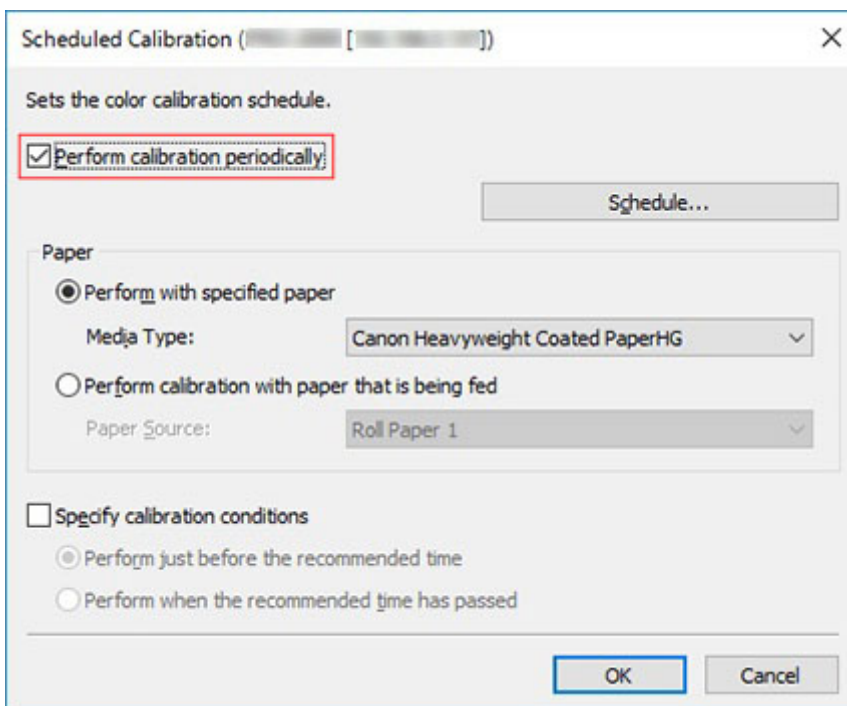 Scheduled Calibration ( [ ])
Sets the color calibration schedule.
Perform calibration periodically
Schedule...
Paper
Perform with specified paper
Media Type: Canon Heavyweight Coated PaperHG
Perform calibration with paper that is being fed
Paper Source: Roll Paper 1
Specify calibration conditions
Perform just before the recommended time
Perform when the recommended time has passed
OK Cancel